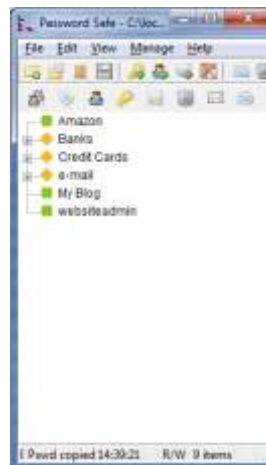 Password Safe - C:\loc...
File Edit View Manage Help
Amazon
Banks
Credit Cards
e-mail
My Blog
websiteadmin
Pswd copied 14:39:21 R/W 9 items